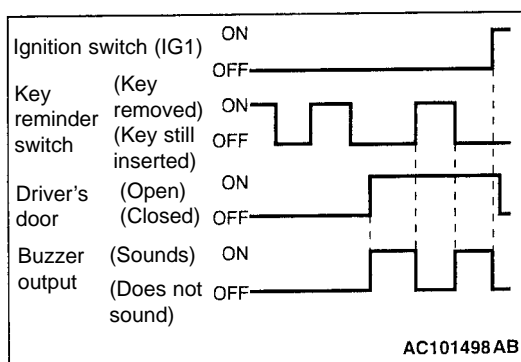 Ignition switch (IG1) ON
OFF
Key reminder switch (Key removed) ON
(Key still inserted) OFF
Driver's door (Open) ON
(Closed) OFF
Buzzer output (Sounds) ON
(Does not sound) OFF
AC101498AB